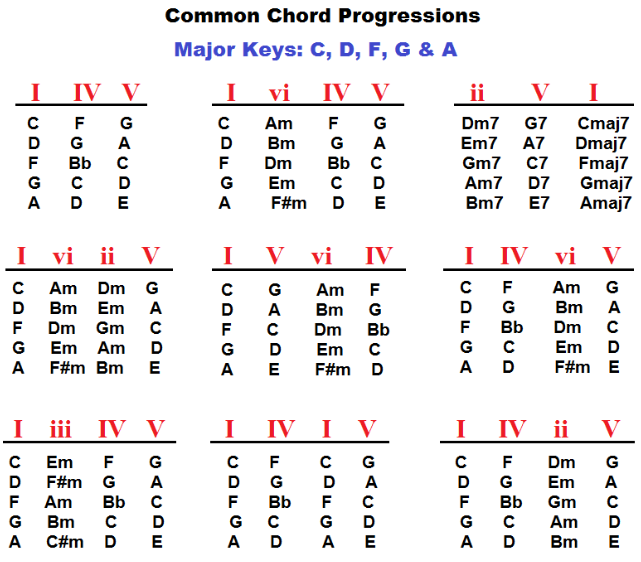 Common Chord Progressions
Major Keys: C, D, F, G & A
I IV V
C F G
D G A
F Bb C
G C D
A D E
I vi IV V
C Am F G
D Bm G A
F Dm Bb C
G Em C D
A F#m D E
ii V I
Dm7 G7 Cmaj7
Em7 A7 Dmaj7
Gm7 C7 Fmaj7
Am7 D7 Gmaj7
Bm7 E7 Amaj7
I vi ii V
C Am Dm G
D Bm Em A
F Dm Gm C
G Em Am D
A F#m Bm E
I V vi IV
C G Am F
D A Bm G
F C Dm Bb
G D Em C
A E F#m D
I IV vi V
C F Am G
D G Bm A
F Bb Dm C
G C Em D
A D F#m E
I iii IV V
C Em F G
D F#m G A
F Am Bb C
G Bm C D
A C#m D E
I IV I V
C F C G
D G D A
F Bb F C
G C G D
A D A E
I IV ii V
C F Dm G
D G Em A
F Bb Gm C
G C Am D
A D Bm E